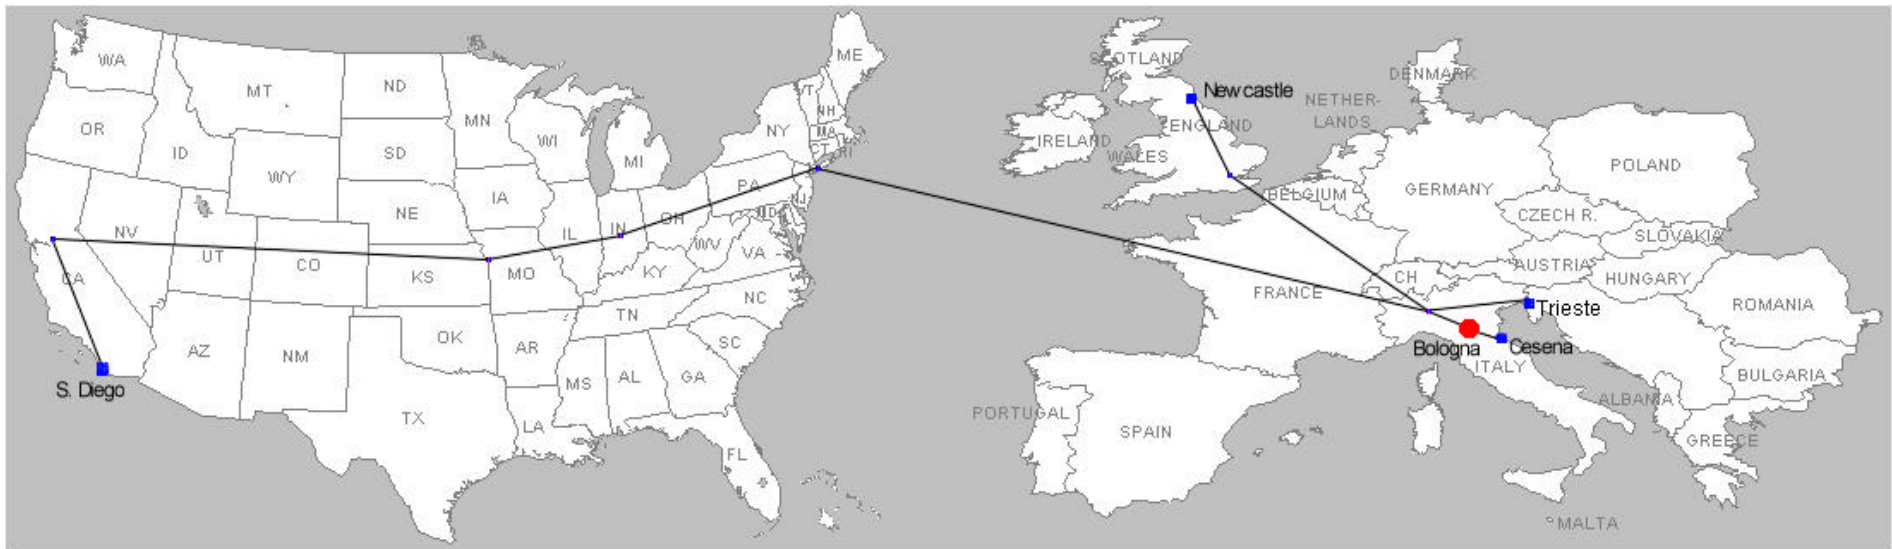 WA
MT
ND
MN
ME
VT
NH
OR
ID
WY
SD
WI
MI
NY
MA
CT
RI
NV
UT
CO
NE
IA
IL
IN
OH
PA
NJ
MD
WV
VA
CA
KS
MO
KY
NC
TN
AZ
NM
OK
AR
SC
MS
AL
GA
TX
LA
FL
S. Diego
SCOTLAND
Newcastle
DENMARK
NETHER-
LANDS
IRELAND
ENGLAND
WALES
POLAND
BELGIUM
GERMANY
CZECH R.
SLOVAKIA
CH
AUSTRIA
HUNGARY
FRANCE
Trieste
ROMANIA
Bologna
Cesena
ITALY
BULGARIA
ALBANIA
PORTUGAL
SPAIN
GREECE
MALTA